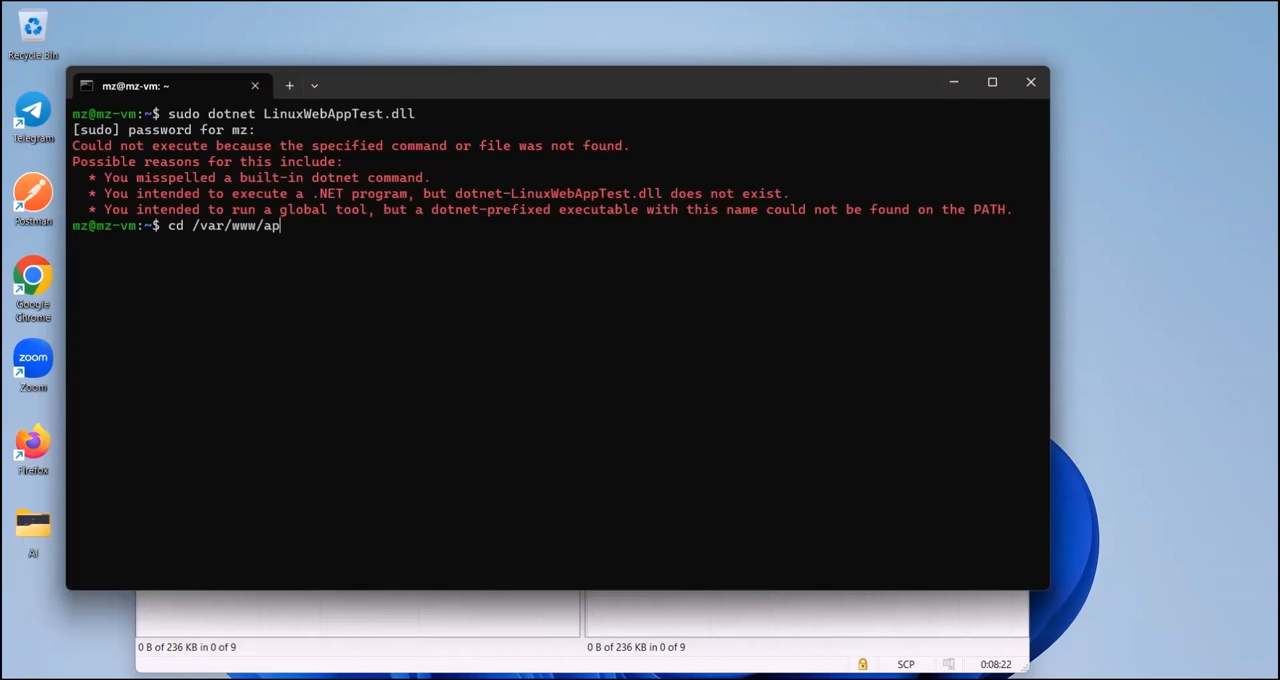 Recycle Bin
Telegram
Postman
Google
Chrome
zoom
Zoom
Firefox
AI
mz@mz-vm: ~
mz@mz-vm:~$ sudo dotnet LinuxWebAppTest.dll
[sudo] password for mz:
Could not execute because the specified command or file was not found.
Possible reasons for this include:
* You misspelled a built-in dotnet command.
* You intended to execute a .NET program, but dotnet-LinuxWebAppTest.dll does not exist.
* You intended to run a global tool, but a dotnet-prefixed executable with this name could not be found on the PATH.
mz@mz-vm:~$ cd /var/www/ap
0 B of 236 KB in 0 of 9
0 B of 236 KB in 0 of 9
SCP
0:08:22